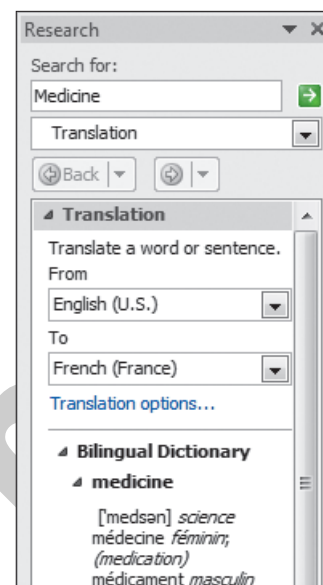 Research
Search for:
Medicine
Translation
Back
Translation
Translate a word or sentence.
From
English (U.S.)
To
French (France)
Translation options...
Bilingual Dictionary
medicine
['medsən] science
médecine féminin;
(medication)
médicament masculin